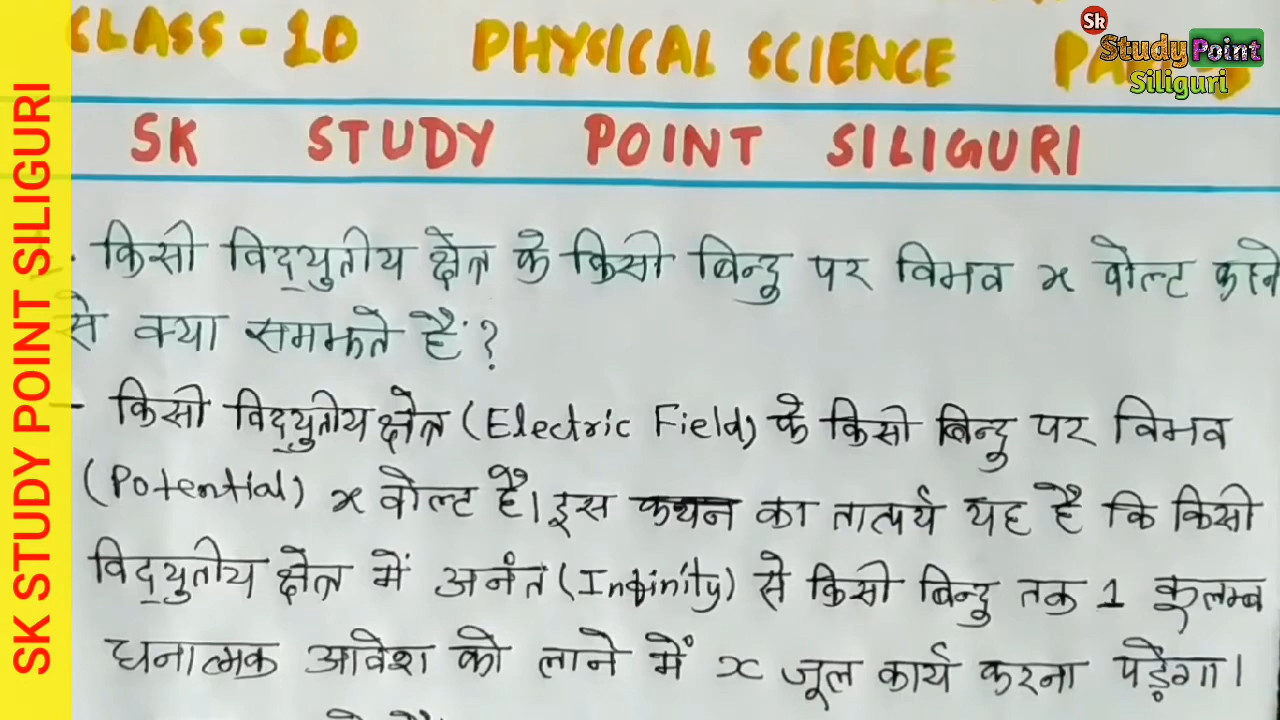 CLASS - 10 PHYSICAL SCIENCE
Sk
Study Point
Siliguri
SK STUDY POINT SILIGURI
SK STUDY POINT SILIGURI
किसी विद्युतीय क्षेत्र के किसी बिन्दु पर विभव x वोल्ट कहने
से क्या समझते हैं?
- किसी विद्युतीय क्षेत्र (Electric Field) के किसी बिन्दु पर विभव
(Potential) x वोल्ट है। इस कथन का तात्पर्य यह है कि किसी
विद्युतीय क्षेत्र में अनंत (Infinity) से किसी बिन्दु तक 1 कुलम्ब
धनात्मक आवेश को लाने में x जूल कार्य करना पड़ेगा।